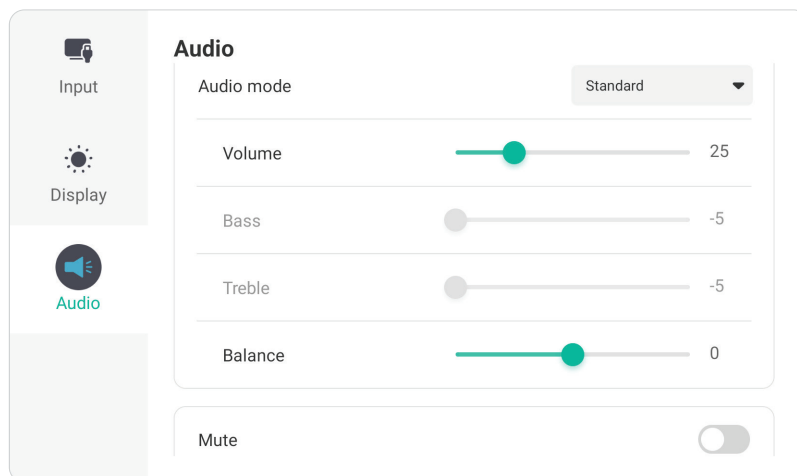 Input
Display
Audio
Audio
Audio mode Standard
Volume 25
Bass -5
Treble -5
Balance 0
Mute